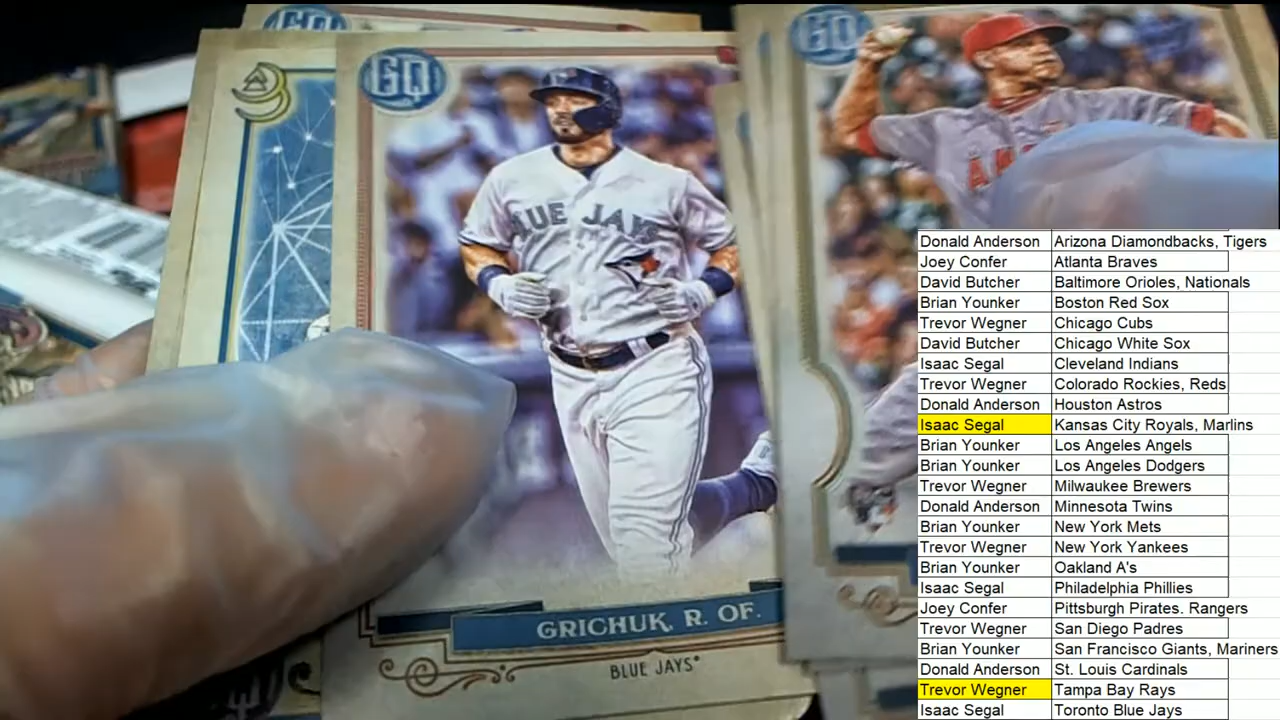 GQ
GQ
GQ
BLUE JAYS
GRICHUK, R. OF.
BLUE JAYS
Donald Anderson Arizona Diamondbacks, Tigers
Joey Confer Atlanta Braves
David Butcher Baltimore Orioles, Nationals
Brian Younker Boston Red Sox
Trevor Wegner Chicago Cubs
David Butcher Chicago White Sox
Isaac Segal Cleveland Indians
Trevor Wegner Colorado Rockies, Reds
Donald Anderson Houston Astros
Isaac Segal Kansas City Royals, Marlins
Brian Younker Los Angeles Angels
Brian Younker Los Angeles Dodgers
Trevor Wegner Milwaukee Brewers
Donald Anderson Minnesota Twins
Brian Younker New York Mets
Trevor Wegner New York Yankees
Brian Younker Oakland A's
Isaac Segal Philadelphia Phillies
Joey Confer Pittsburgh Pirates. Rangers
Trevor Wegner San Diego Padres
Brian Younker San Francisco Giants, Mariners
Donald Anderson St. Louis Cardinals
Trevor Wegner Tampa Bay Rays
Isaac Segal Toronto Blue Jays